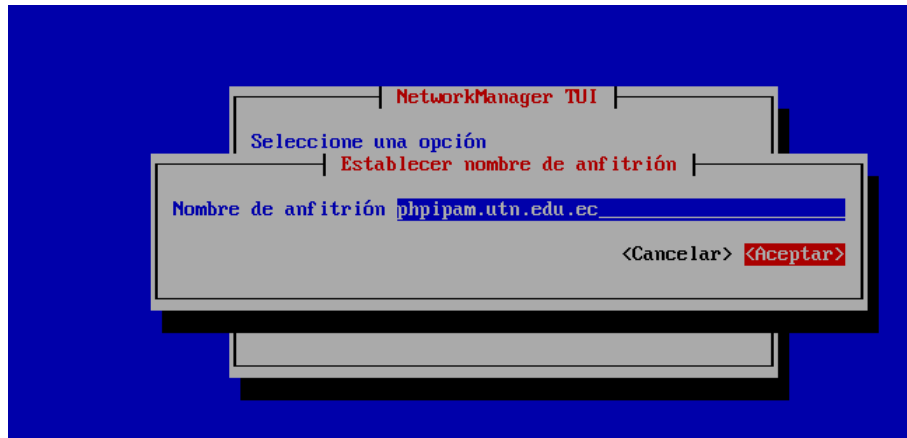 NetworkManager TUI
Seleccione una opción
Establecer nombre de anfitrión
Nombre de anfitrión phpipam.utn.edu.ec
<Cancelar> <Aceptar>